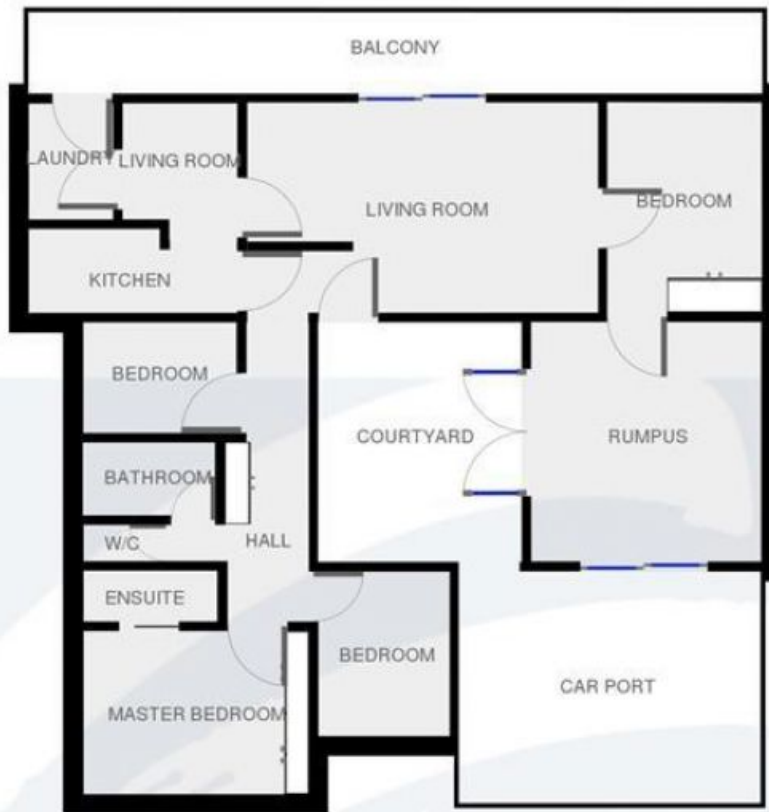 BALCONY
LAUNDRY
LIVING ROOM
LIVING ROOM
BEDROOM
KITCHEN
BEDROOM
COURTYARD
RUMPUS
BATHROOM
W/C
HALL
ENSUITE
BEDROOM
CAR PORT
MASTER BEDROOM